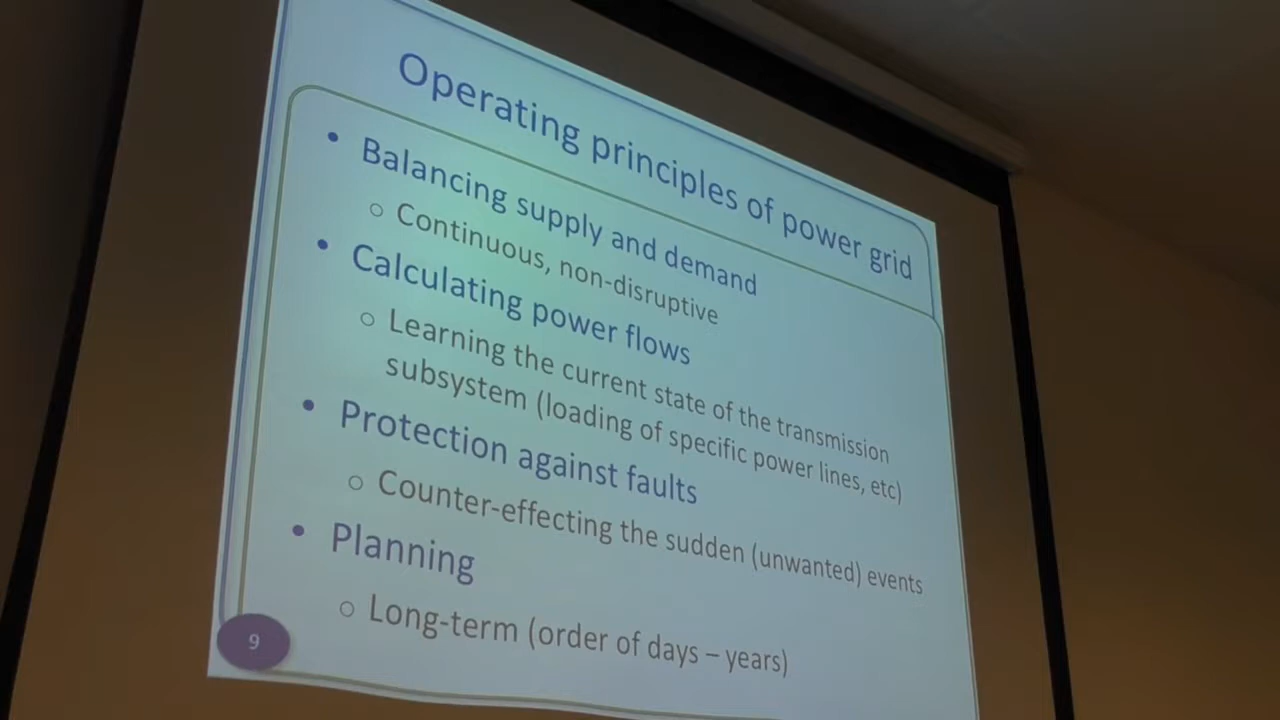 Operating principles of power grid
• Balancing supply and demand
○ Continuous, non-disruptive
• Calculating power flows
○ Learning the current state of the transmission
subsystem (loading of specific power lines, etc)
• Protection against faults
○ Counter-effecting the sudden (unwanted) events
• Planning
○ Long-term (order of days – years)
9